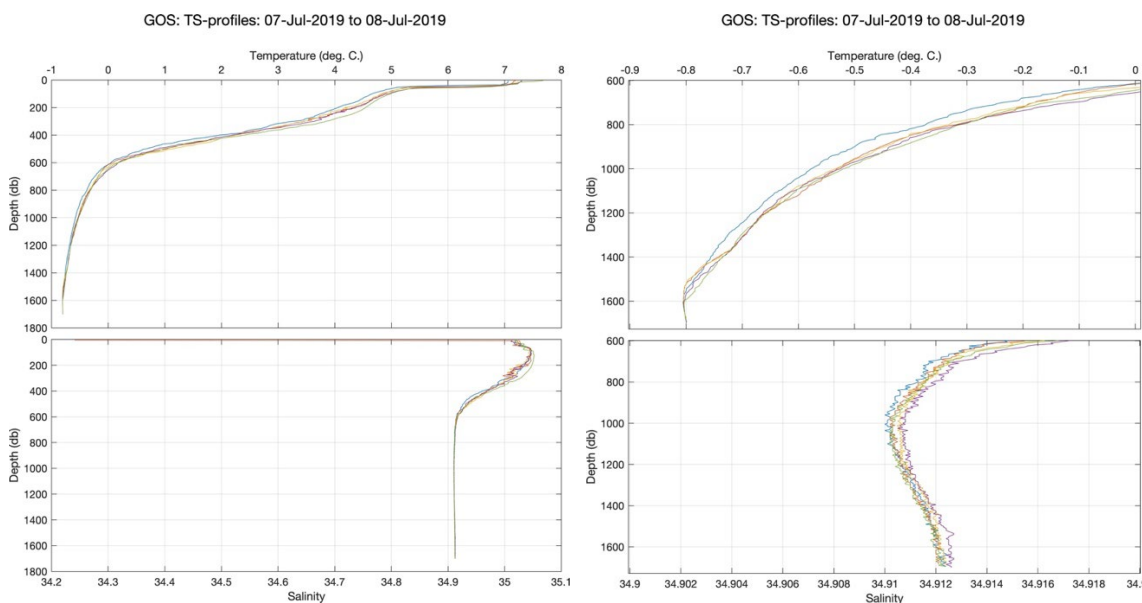 GOS: TS-profiles: 07-Jul-2019 to 08-Jul-2019
Temperature (deg. C.)
-1 0 1 2 3 4 5 6 7 8
0
200
400
600
800
1000
1200
1400
1600
1800
Depth (db)
0
200
400
600
800
1000
1200
1400
1600
1800
Depth (db)
34.2 34.3 34.4 34.5 34.6 34.7 34.8 34.9 35 35.1
Salinity
GOS: TS-profiles: 07-Jul-2019 to 08-Jul-2019
Temperature (deg. C.)
-0.9 -0.8 -0.7 -0.6 -0.5 -0.4 -0.3 -0.2 -0.1 0
600
800
1000
1200
1400
1600
Depth (db)
600
800
1000
1200
1400
1600
Depth (db)
34.9 34.902 34.904 34.906 34.908 34.91 34.912 34.914 34.916 34.918
Salinity